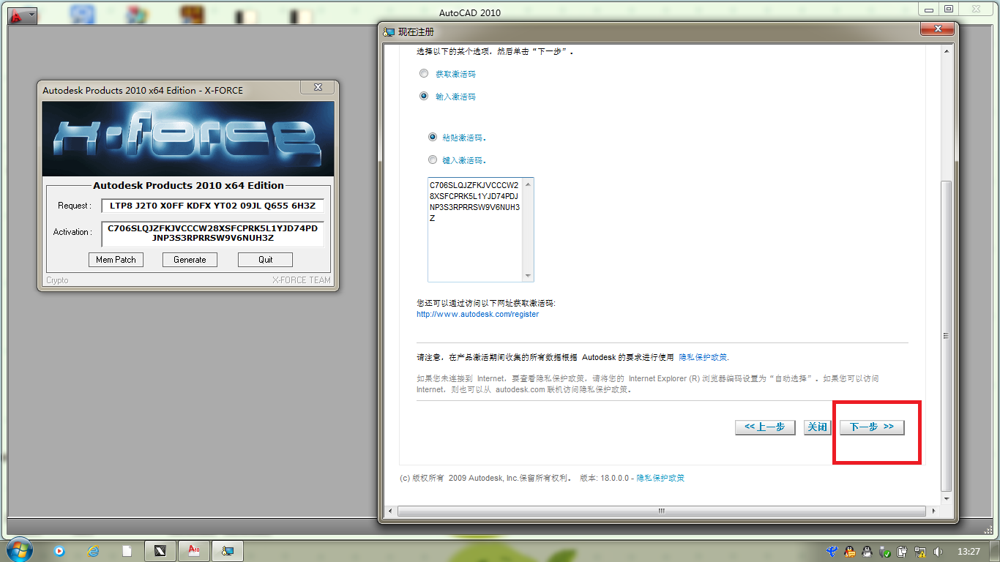 AutoCAD 2010
Autodesk Products 2010 x64 Edition - X-FORCE
x-force
Autodesk Products 2010 x64 Edition
Request :
LTP8 J2T0 X0FF KDFX YT02 09JL Q655 6H3Z
Activation :
C706SLQJZFKJVCCCW28XSFCPRK5L1YJD74PD
JNP3S3RPRRSW9V6NUH3Z
Mem Patch
Generate
Quit
Crypto
X-FORCE TEAM
现在注册
选择以下的某个选项，然后单击“下一步”.
获取激活码
输入激活码
粘贴激活码。
键入激活码。
C706SLQJZFKJVCCCW2
8XSFCPRK5L1YJD74PDJ
NP3S3RPRRSW9V6NUH3
Z
您还可以通过访问以下网址获取激活码:
http://www.autodesk.com/register
请注意，在产品激活期间收集的所有数据根据 Autodesk 的要求进行使用 隐私保护政策.
如果您未连接到 Internet，要查看隐私保护政策，请将您的 Internet Explorer (R) 浏览器编码设置为“自动选择”. 如果您可以访问
Internet，则也可以从 autodesk.com 联机访问隐私保护政策。
<<上一步
关闭
下一步 >>
(c) 版权所有 2009 Autodesk, Inc.保留所有权利。 版本: 18.0.0.0 - 隐私保护政策
A10
13:27